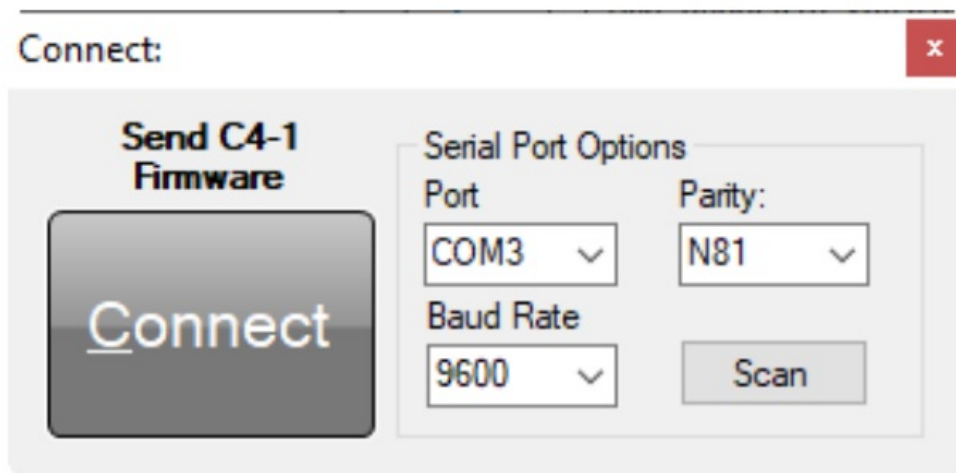 Connect:
x
Send C4-1
Firmware
Connect
Serial Port Options
Port
Parity:
COM3
N81
Baud Rate
9600
Scan